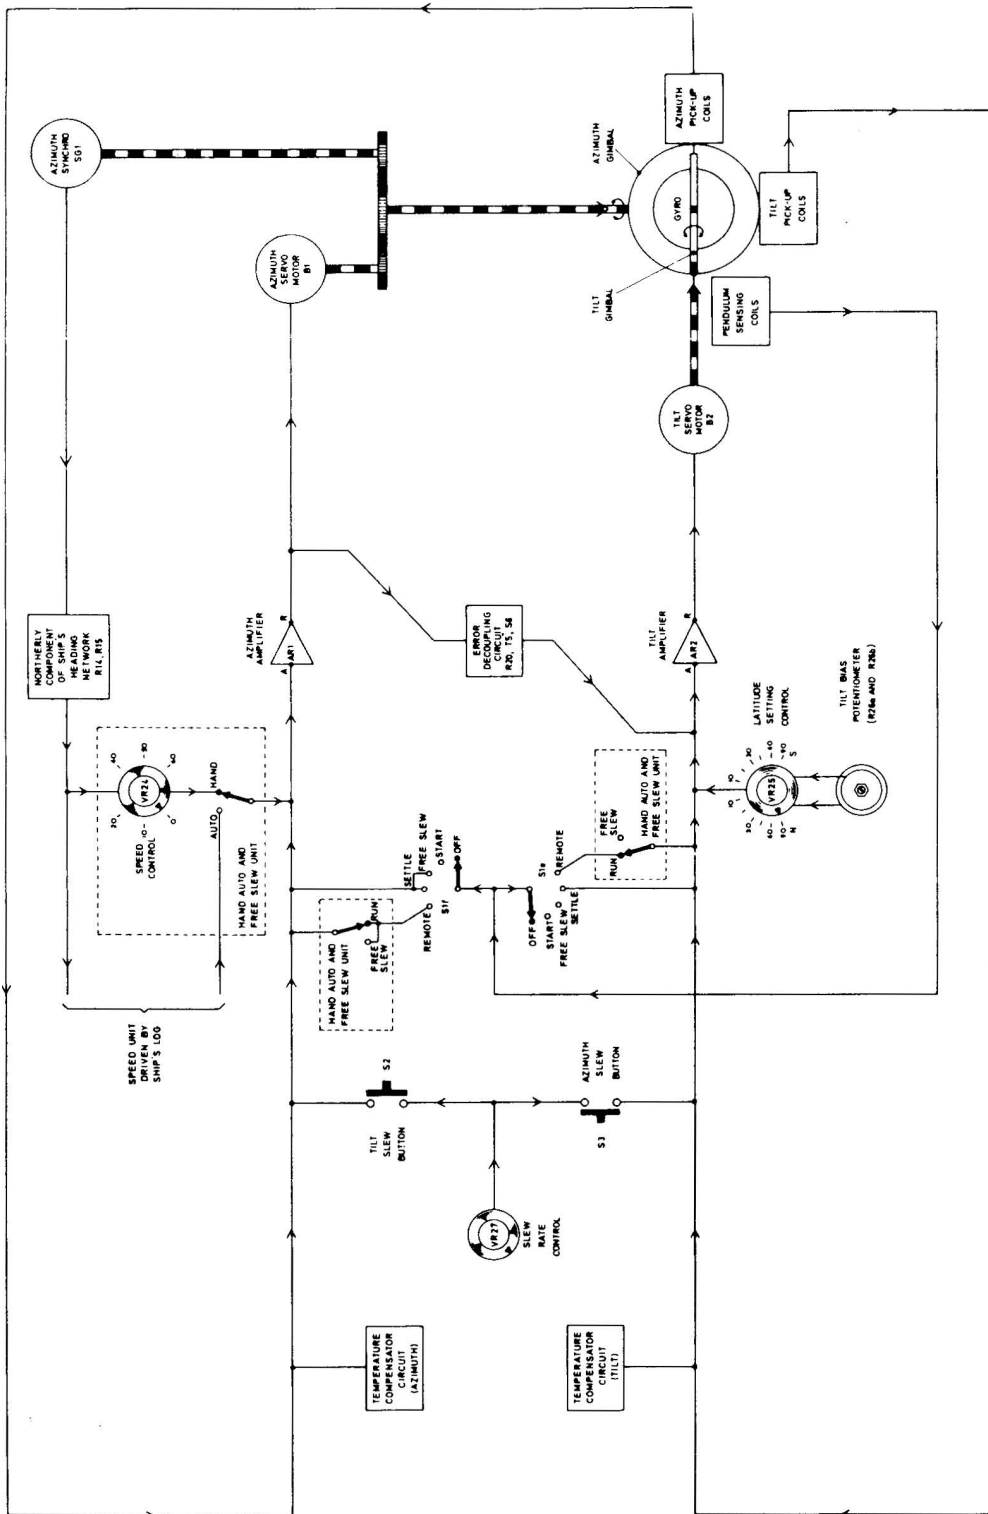 AZIMUTH
SYNCHRO
SG1
AZIMUTH
SERVO
MOTOR
B1
AZIMUTH
PICK-UP
COILS
AZIMUTH
GIMBAL
GYRO
TILT
PICK-UP
COILS
TILT
GIMBAL
PENDULUM
SENSING
COILS
TILT
SERVO
MOTOR
B2
NORTHERLY
COMPONENT
OF SHIP'S
HEADING
NETWORK
R14, R15
AZIMUTH
AMPLIFIER
A
AR1
R
ERROR
DECOUPLING
CIRCUIT
R20, T5, S6
TILT
AMPLIFIER
A
AR2
R
SPEED
CONTROL
VR24
0
10
20
40
50
60
HAND
AUTO
HAND AUTO AND
FREE SLEW UNIT
LATITUDE
SETTING
CONTROL
VR25
N
S
TILT BIAS
POTENTIOMETER
(R26a AND R26b)
SETTLE
FREE SLEW
START
OFF
S1f
REMOTE
RUN
FREE
SLEW
HAND AUTO AND
FREE SLEW UNIT
OFF
START
FREE SLEW
SETTLE
S1e
REMOTE
RUN
FREE
SLEW
HAND AUTO AND
FREE SLEW UNIT
SPEED UNIT
DRIVEN BY
SHIP'S LOG
S2
TILT
SLEW
BUTTON
AZIMUTH
SLEW
BUTTON
S3
VR27
SLEW
RATE
CONTROL
TEMPERATURE
COMPENSATOR
CIRCUIT
(AZIMUTH)
TEMPERATURE
COMPENSATOR
CIRCUIT
(TILT)